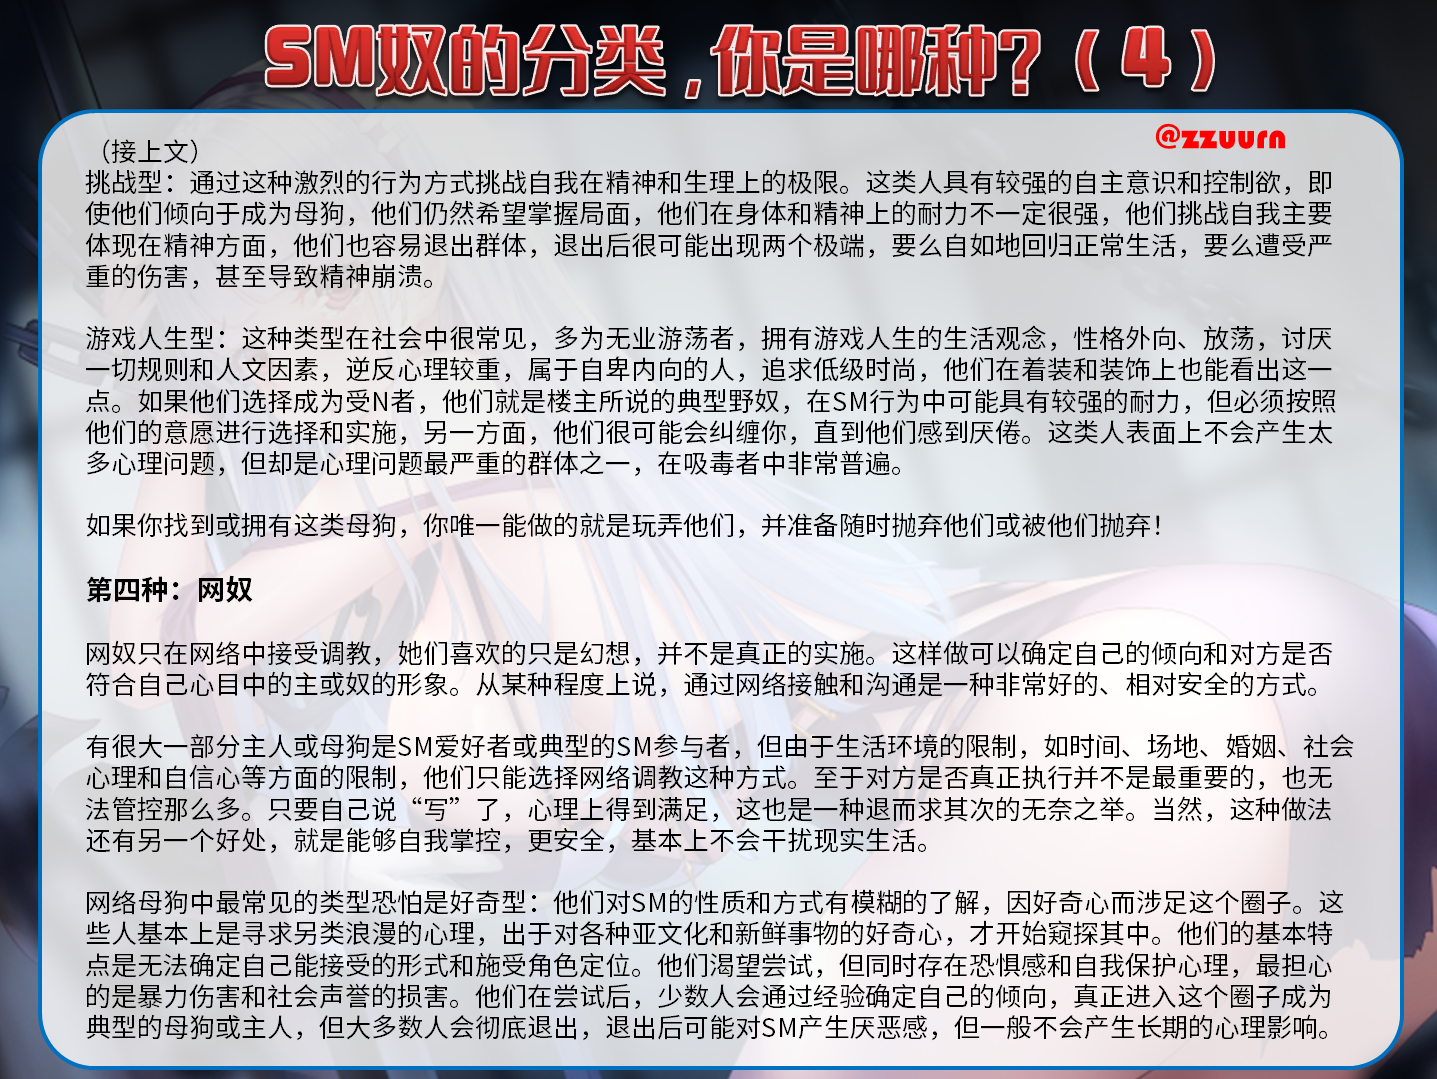 SM奴的分类，你是哪种？（4）
@zzuurn
（接上文）
挑战型：通过这种激烈的行为方式挑战自我在精神和生理上的极限。这类人具有较强的自主意识和控制欲，即
使他们倾向于成为母狗，他们仍然希望掌握局面，他们在身体和精神上的耐力不一定很强，他们挑战自我主要
体现在精神方面，他们也容易退出群体，退出后很可能出现两个极端，要么自如地回归正常生活，要么遭受严
重的伤害，甚至导致精神崩溃。
游戏人生型：这种类型在社会中很常见，多为无业游荡者，拥有游戏人生的生活观念，性格外向、放荡，讨厌
一切规则和人文因素，逆反心理较重，属于自卑内向的人，追求低级时尚，他们在着装和装饰上也能看出这一
点。如果他们选择成为受N者，他们就是楼主所说的典型野奴，在SM行为中可能具有较强的耐力，但必须按照
他们的意愿进行选择和实施，另一方面，他们很可能会纠缠你，直到他们感到厌倦。这类人表面上不会产生太
多心理问题，但却是心理问题最严重的群体之一，在吸毒者中非常普遍。
如果你找到或拥有这类母狗，你唯一能做的就是玩弄他们，并准备随时抛弃他们或被他们抛弃！
第四种：网奴
网奴只在网络中接受调教，她们喜欢的只是幻想，并不是真正的实施。这样做可以确定自己的倾向和对方是否
符合自己心目中的主或奴的形象。从某种程度上说，通过网络接触和沟通是一种非常好的、相对安全的方式。
有很大一部分主人或母狗是SM爱好者或典型的SM参与者，但由于生活环境的限制，如时间、场地、婚姻、社会
心理和自信心等方面的限制，他们只能选择网络调教这种方式。至于对方是否真正执行并不是最重要的，也无
法管控那么多。只要自己说“写”了，心理上得到满足，这也是一种退而求其次的无奈之举。当然，这种做法
还有另一个好处，就是能够自我掌控，更安全，基本上不会干扰现实生活。
网络母狗中最常见的类型恐怕是好奇型：他们对SM的性质和方式有模糊的了解，因好奇心而涉足这个圈子。这
些人基本上是寻求另类浪漫的心理，出于对各种亚文化和新鲜事物的好奇心，才开始窥探其中。他们的基本特
点是无法确定自己能接受的形式和施受角色定位。他们渴望尝试，但同时存在恐惧感和自我保护心理，最担心
的是暴力伤害和社会声誉的损害。他们在尝试后，少数人会通过经验确定自己的倾向，真正进入这个圈子成为
典型的母狗或主人，但大多数人会彻底退出，退出后可能对SM产生厌恶感，但一般不会产生长期的心理影响。